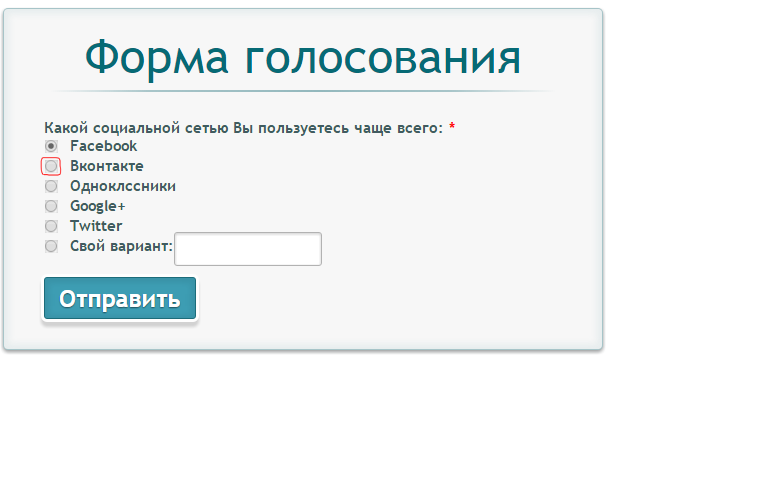 Форма голосования
Какой социальной сетью Вы пользуетесь чаще всего: *
Facebook
Вконтакте
Одноклссники
Google+
Twitter
Свой вариант:
Отправить